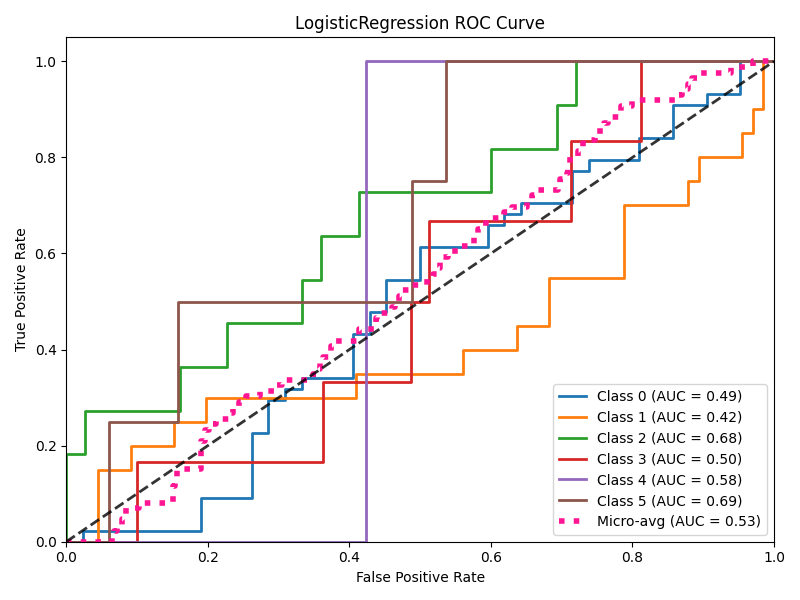 LogisticRegression ROC Curve
True Positive Rate
1.0
0.8
0.6
0.4
0.2
0.0
Class 0 (AUC = 0.49)
Class 1 (AUC = 0.42)
Class 2 (AUC = 0.68)
Class 3 (AUC = 0.50)
Class 4 (AUC = 0.58)
Class 5 (AUC = 0.69)
Micro-avg (AUC = 0.53)
0.0 0.2 0.4 0.6 0.8 1.0
False Positive Rate